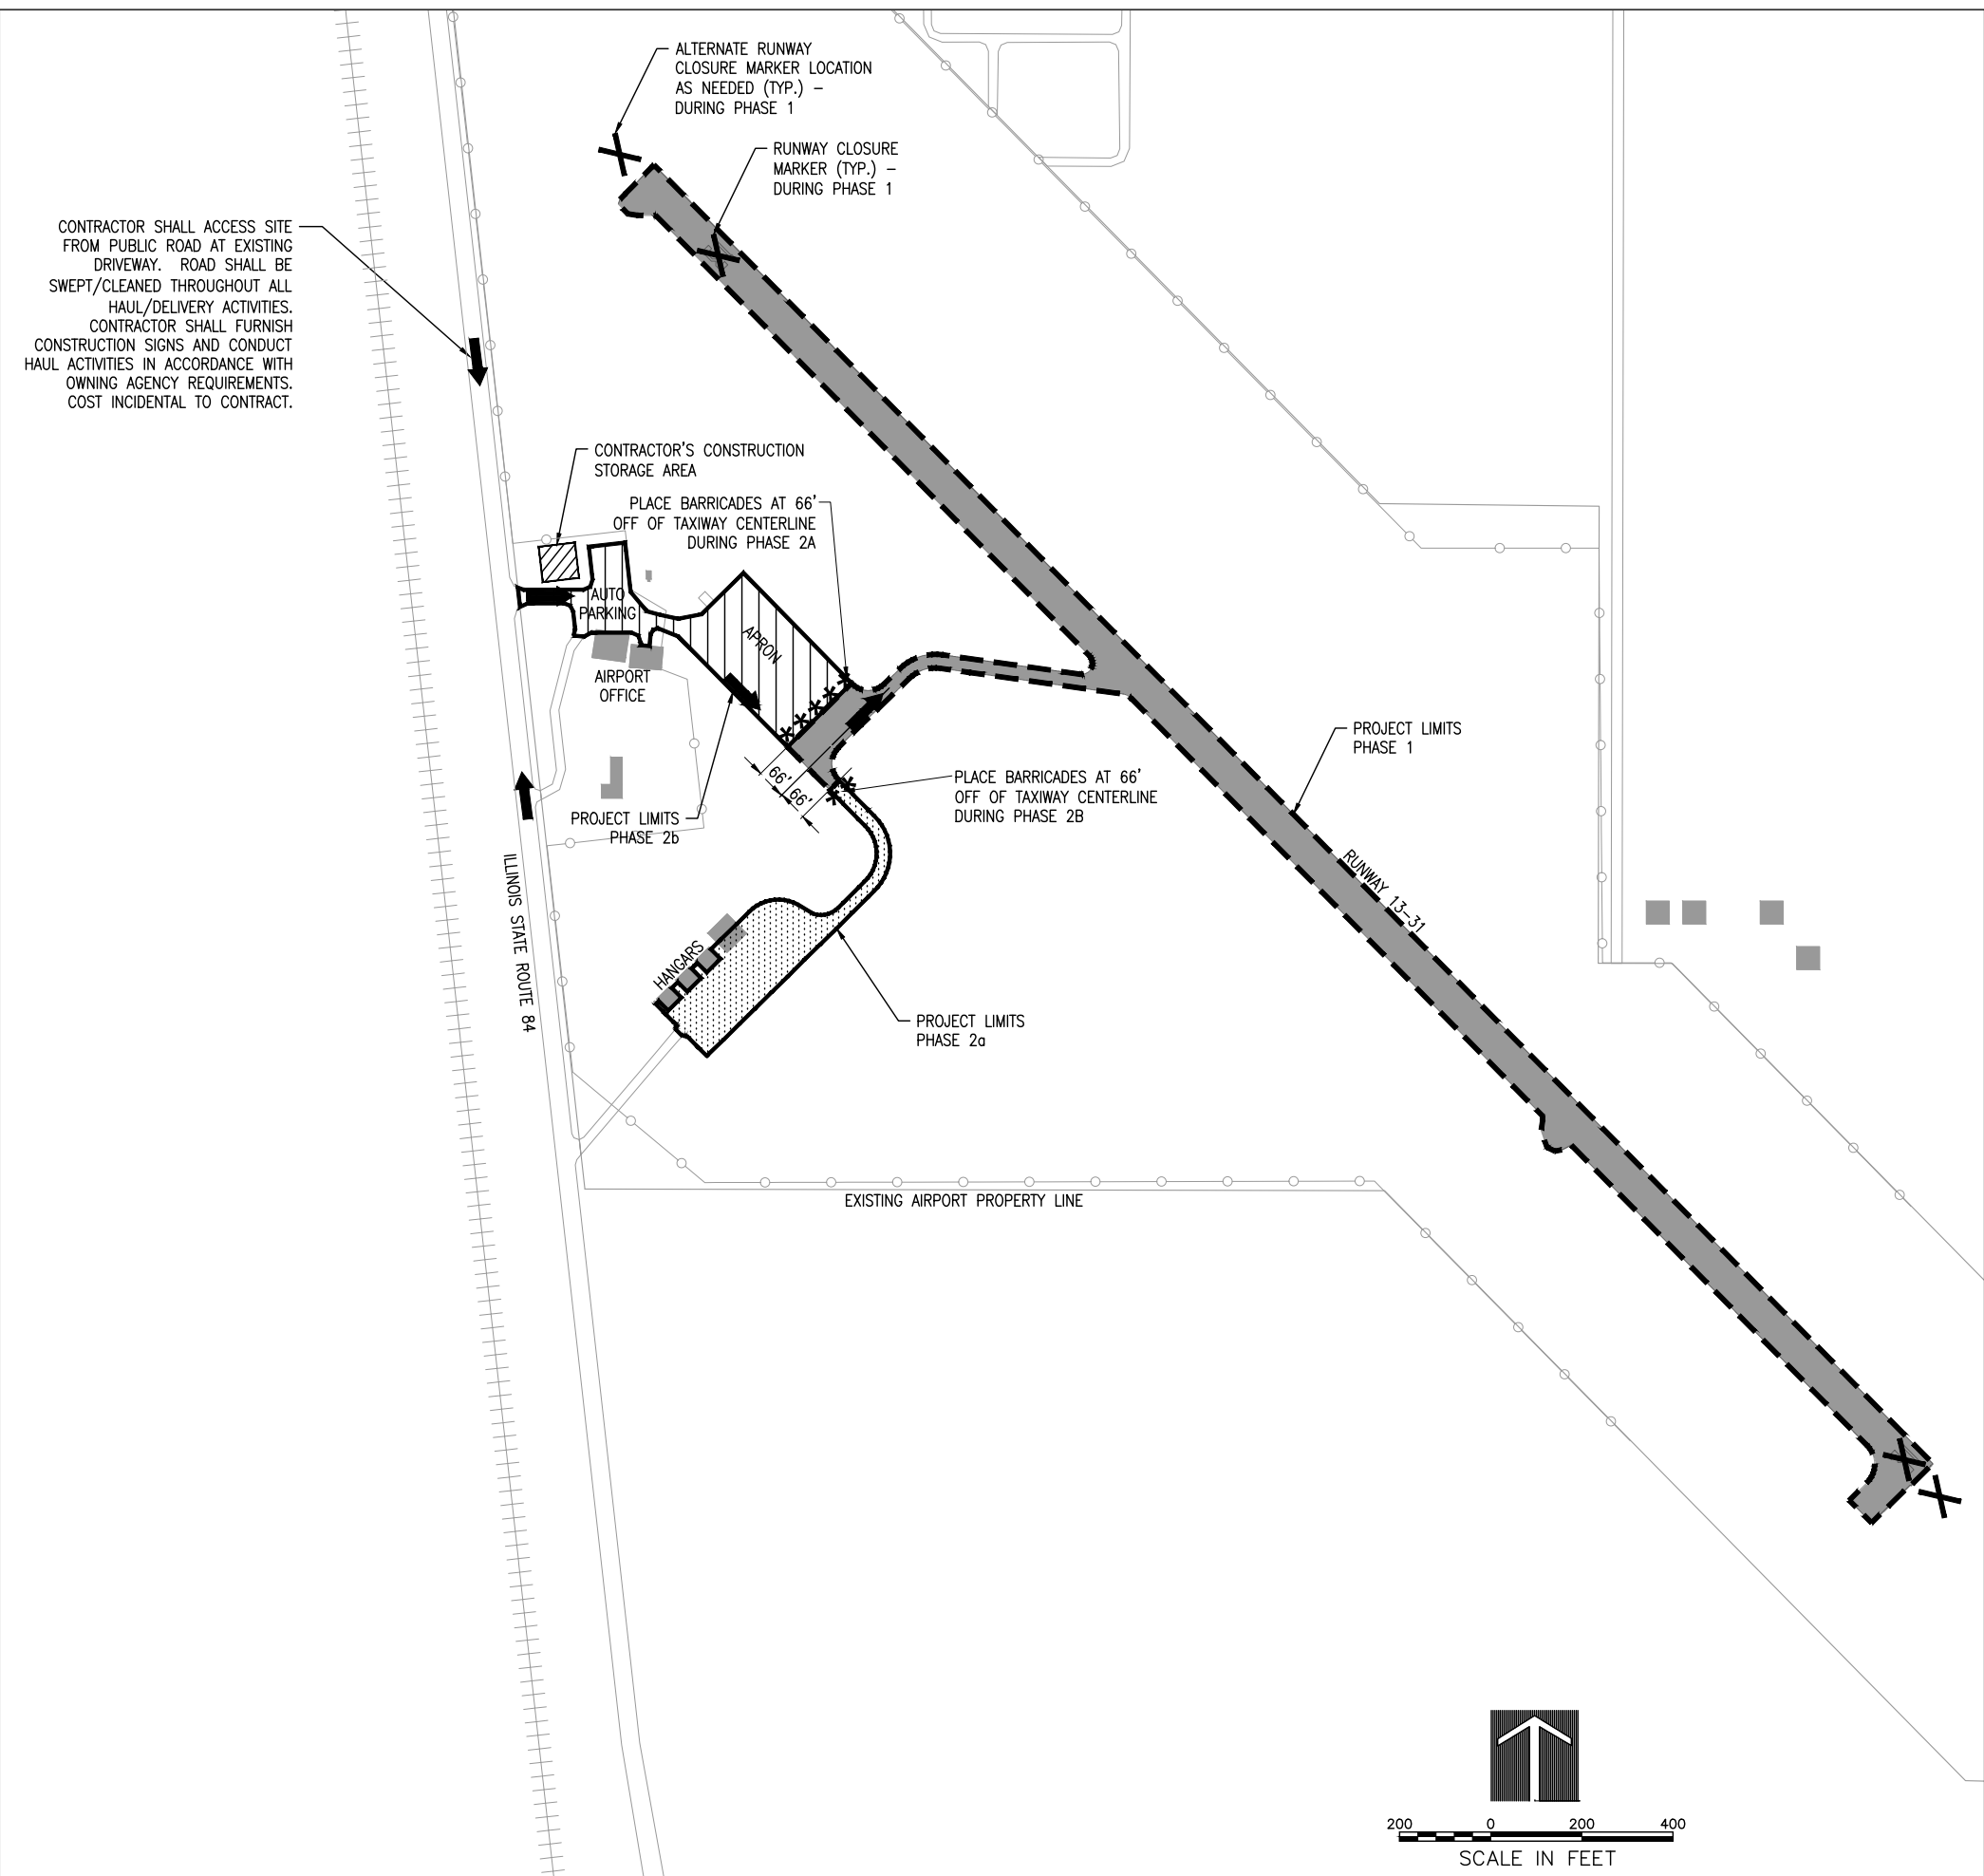 ALTERNATE RUNWAY
CLOSURE MARKER LOCATION
AS NEEDED (TYP.) –
DURING PHASE 1
RUNWAY CLOSURE
MARKER (TYP.) –
DURING PHASE 1
CONTRACTOR SHALL ACCESS SITE
FROM PUBLIC ROAD AT EXISTING
DRIVEWAY. ROAD SHALL BE
SWEPT/CLEANED THROUGHOUT ALL
HAUL/DELIVERY ACTIVITIES.
CONTRACTOR SHALL FURNISH
CONSTRUCTION SIGNS AND CONDUCT
HAUL ACTIVITIES IN ACCORDANCE WITH
OWNING AGENCY REQUIREMENTS.
COST INCIDENTAL TO CONTRACT.
CONTRACTOR'S CONSTRUCTION
STORAGE AREA
PLACE BARRICADES AT 66'
OFF OF TAXIWAY CENTERLINE
DURING PHASE 2A
AUTO
PARKING
APRON
AIRPORT
OFFICE
PROJECT LIMITS
PHASE 1
66'
66'
PLACE BARRICADES AT 66'
OFF OF TAXIWAY CENTERLINE
DURING PHASE 2B
PROJECT LIMITS
PHASE 2b
RUNWAY 13-31
ILLINOIS STATE ROUTE 84
HANGARS
PROJECT LIMITS
PHASE 2a
EXISTING AIRPORT PROPERTY LINE
200 0 200 400
SCALE IN FEET